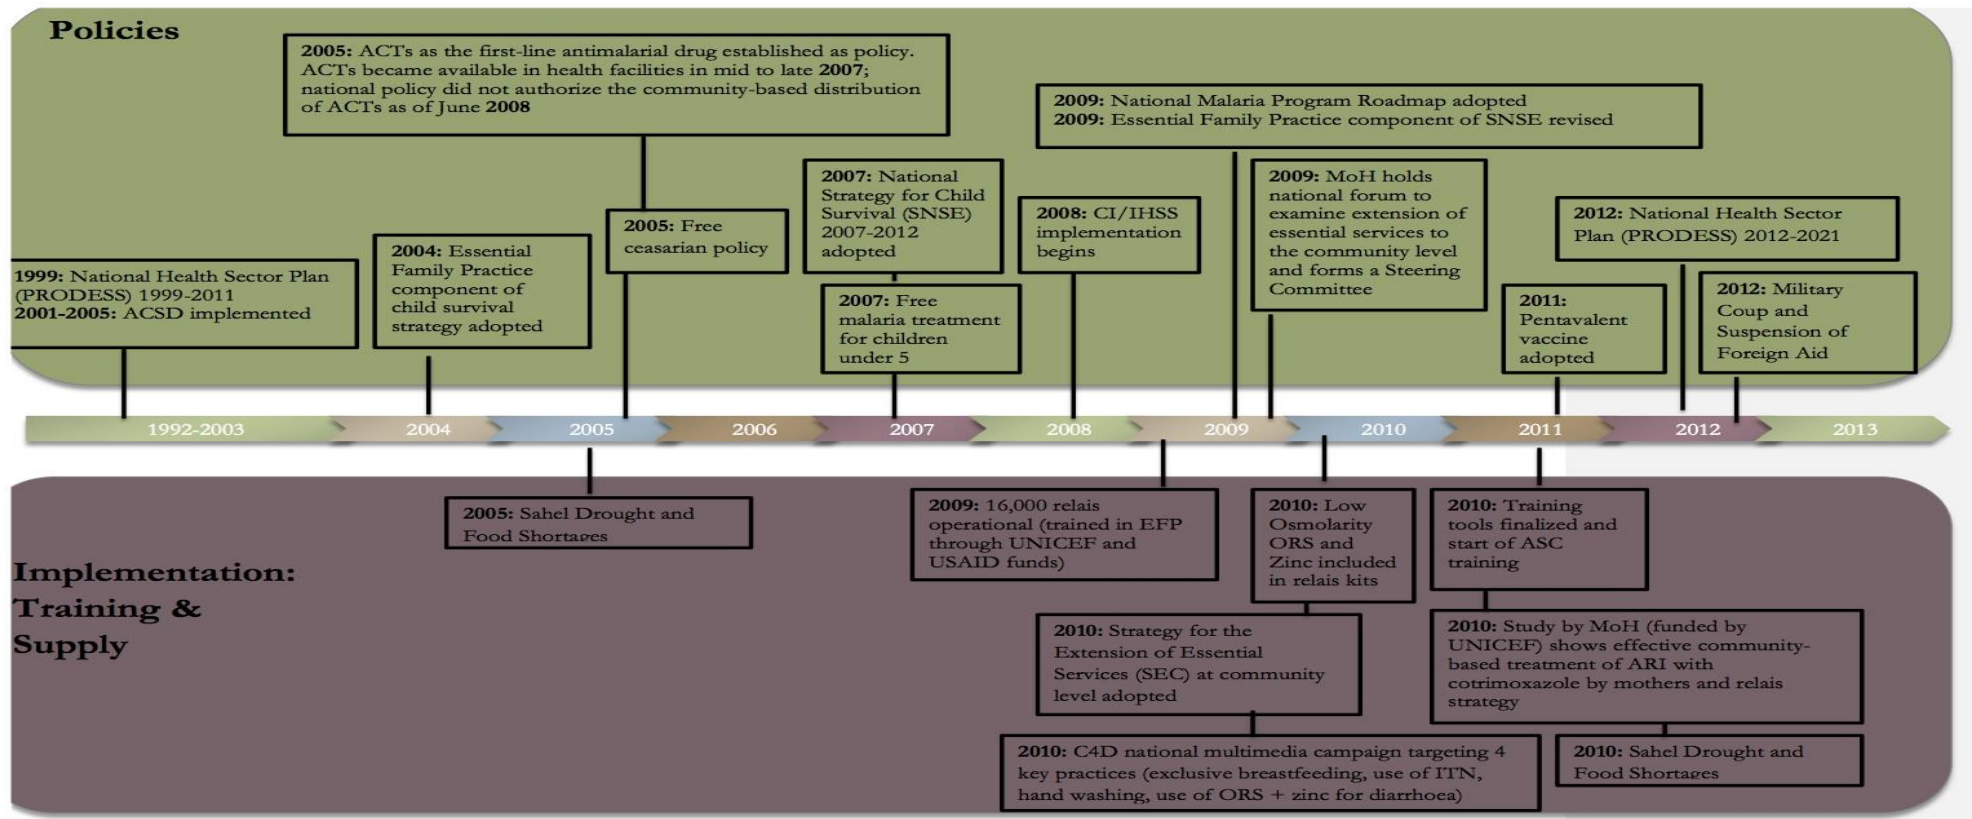 Policies
2005: ACTs as the first-line antimalarial drug established as policy.
ACTs became available in health facilities in mid to late 2007;
national policy did not authorize the community-based distribution
of ACTs as of June 2008
2009: National Malaria Program Roadmap adopted
2009: Essential Family Practice component of SNSE revised
1999: National Health Sector Plan
(PRODESS) 1999-2011
2001-2005: ACSD implemented
2004: Essential
Family Practice
component of
child survival
strategy adopted
2005: Free
ceasarian policy
2007: National
Strategy for Child
Survival (SNSE)
2007-2012
adopted
2007: Free
malaria treatment
for children
under 5
2008: CI/IHSS
implementation
begins
2009: MoH holds
national forum to
examine extension of
essential services to
the community level
and forms a Steering
Committee
2011:
Pentavalent
vaccine
adopted
2012: National Health Sector
Plan (PRODESS) 2012-2021
2012: Military
Coup and
Suspension of
Foreign Aid
1992-2003
2004
2005
2006
2007
2008
2009
2010
2011
2012
2013
Implementation:
Training &
Supply
2005: Sahel Drought and
Food Shortages
2009: 16,000 relais
operational (trained in EFP
through UNICEF and
USAID funds)
2010: Low
Osmolarity
ORS and
Zinc included
in relais kits
2010: Strategy for the
Extension of Essential
Services (SEC) at community
level adopted
2010: C4D national multimedia campaign targeting 4
key practices (exclusive breastfeeding, use of ITN,
hand washing, use of ORS + zinc for diarrhoea)
2010: Training
tools finalized and
start of ASC
training
2010: Study by MoH (funded by
UNICEF) shows effective community-
based treatment of ARI with
cotrimoxazole by mothers and relais
strategy
2010: Sahel Drought and
Food Shortages